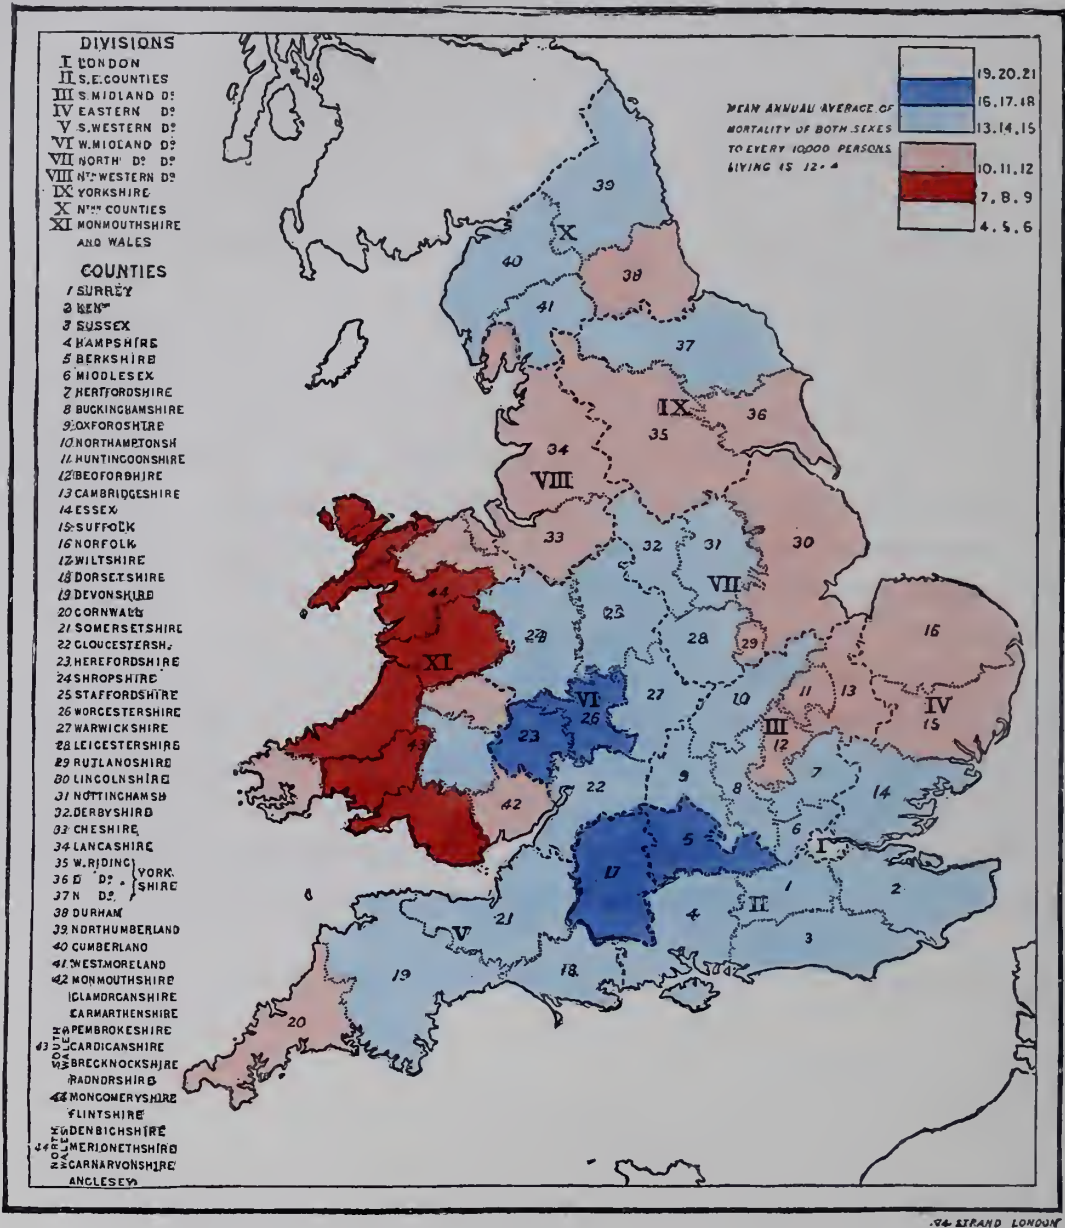 DIVISIONS
I LONDON
II S.E. COUNTIES
III S. MIDLAND Dº
IV EASTERN Dº
V S. WESTERN Dº
VI W. MIDLAND Dº
VII NORTH Dº Dº
VIII Nᵀᴴ WESTERN Dº
IX YORKSHIRE
X Nᵀᴴᴺ COUNTIES
XI MONMOUTHSHIRE
AND WALES
COUNTIES
1 SURREY
2 KENT
3 SUSSEX
4 HAMPSHIRE
5 BERKSHIRE
6 MIDDLESEX
7 HERTFORDSHIRE
8 BUCKINGHAMSHIRE
9 OXFORDSHIRE
10 NORTHAMPTONSH
11 HUNTINGDONSHIRE
12 BEDFORDSHIRE
13 CAMBRIDGESHIRE
14 ESSEX
15 SUFFOLK
16 NORFOLK
17 WILTSHIRE
18 DORSETSHIRE
19 DEVONSHIRE
20 CORNWALL
21 SOMERSETSHIRE
22 GLOUCESTERSH.
23 HEREFORDSHIRE
24 SHROPSHIRE
25 STAFFORDSHIRE
26 WORCESTERSHIRE
27 WARWICKSHIRE
28 LEICESTERSHIRE
29 RUTLANDSHIRE
30 LINCOLNSHIRE
31 NOTTINGHAMSH
32 DERBYSHIRE
33 CHESHIRE
34 LANCASHIRE
35 W. RIDING
36 E Dº
37 N Dº
YORK.
SHIRE
38 DURHAM
39 NORTHUMBERLAND
40 CUMBERLAND
41 WESTMORELAND
42 MONMOUTHSHIRE
GLAMORGANSHIRE
CARMARTHENSHIRE
PEMBROKESHIRE
43 CARDIGANSHIRE
BRECKNOCKSHIRE
RADNORSHIRE
SOUTH WALES
44 MONTGOMERYSHIRE
FLINTSHIRE
DENBIGHSHIRE
44 MERIONETHSHIRE
CARNARVONSHIRE
ANGLESEY
NORTH WALES
MEAN ANNUAL AVERAGE OF
MORTALITY OF BOTH SEXES
TO EVERY 10,000 PERSONS
LIVING IS 12.4
19.20.21
16.17.18
13.14.15
10.11.12
7.8.9
4.5.6
39
X
40
38
41
37
IX
36
35
34
VIII
33
32
31
30
VII
44
24
25
28
29
16
XI
VI
27
10
11
13
IV
15
23
26
III
12
43
22
9
8
7
14
42
6
I
17
5
1
2
21
4
II
3
V
19
18
20
54 STRAND LONDON